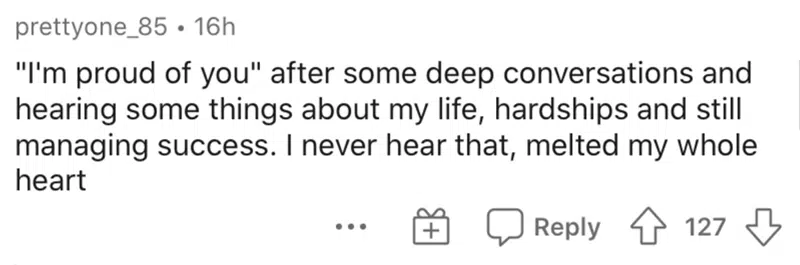 prettyone_85 • 16h
"I'm proud of you" after some deep conversations and
hearing some things about my life, hardships and still
managing success. I never hear that, melted my whole
heart
Reply 127